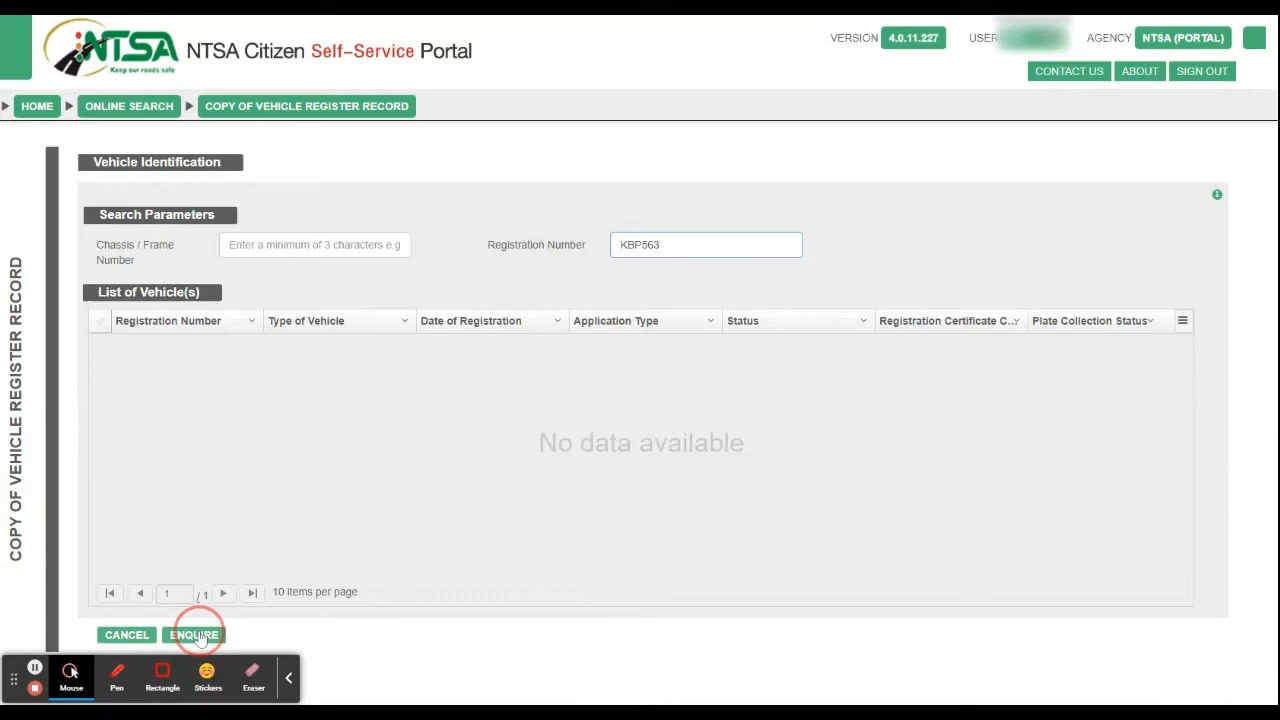 NTSA
Keep our roads safe
NTSA Citizen Self-Service Portal
VERSION 4.0.11.227 USER AGENCY NTSA (PORTAL)
CONTACT US ABOUT SIGN OUT
HOME ONLINE SEARCH COPY OF VEHICLE REGISTER RECORD
COPY OF VEHICLE REGISTER RECORD
Vehicle Identification
Search Parameters
Chassis / Frame Number Enter a minimum of 3 characters e.g Registration Number KBP563
List of Vehicle(s)
Registration Number Type of Vehicle Date of Registration Application Type Status Registration Certificate C... Plate Collection Status
No data available
1 / 1 10 items per page
CANCEL ENQUIRE
Mouse Pen Rectangle Stickers Eraser